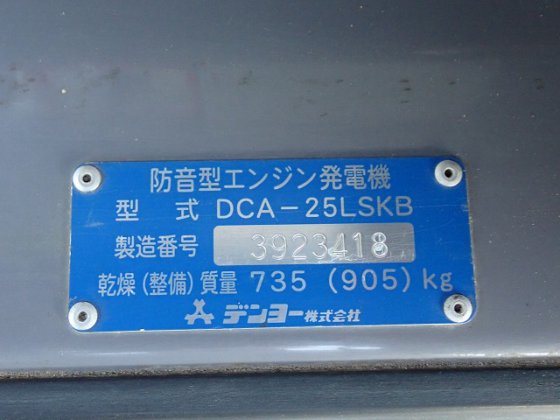 防音型エンジン発電機
型 式 DCA-25LSKB
製造番号 3923418
乾燥(整備)質量 735 (905) kg
デンヨー株式会社